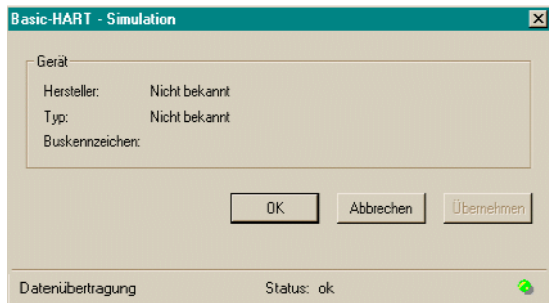 Basic-HART - Simulation
Gerät
Hersteller: Nicht bekannt
Typ: Nicht bekannt
Buskennzeichen:
OK Abbrechen Übernehmen
Datenübertragung Status: ok